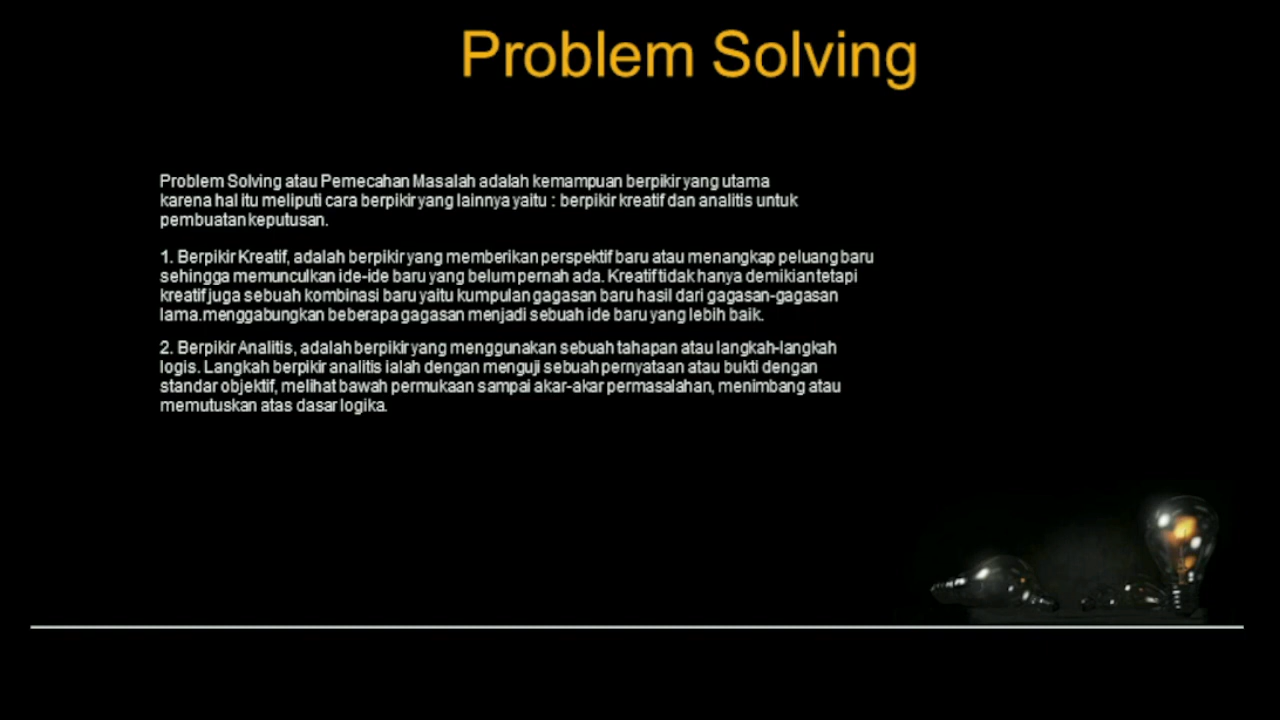 Problem Solving
Problem Solving atau Pemecahan Masalah adalah kemampuan berpikir yang utama
karena hal itu meliputi cara berpikir yang lainnya yaitu : berpikir kreatif dan analitis untuk
pembuatan keputusan.
1. Berpikir Kreatif, adalah berpikir yang memberikan perspektif baru atau menangkap peluang baru
sehingga memunculkan ide-ide baru yang belum pernah ada. Kreatif tidak hanya demikian tetapi
kreatif juga sebuah kombinasi baru yaitu kumpulan gagasan baru hasil dari gagasan-gagasan
lama.menggabungkan beberapa gagasan menjadi sebuah ide baru yang lebih baik.
2. Berpikir Analitis, adalah berpikir yang menggunakan sebuah tahapan atau langkah-langkah
logis. Langkah berpikir analitis ialah dengan menguji sebuah pernyataan atau bukti dengan
standar objektif, melihat bawah permukaan sampai akar-akar permasalahan, menimbang atau
memutuskan atas dasar logika.